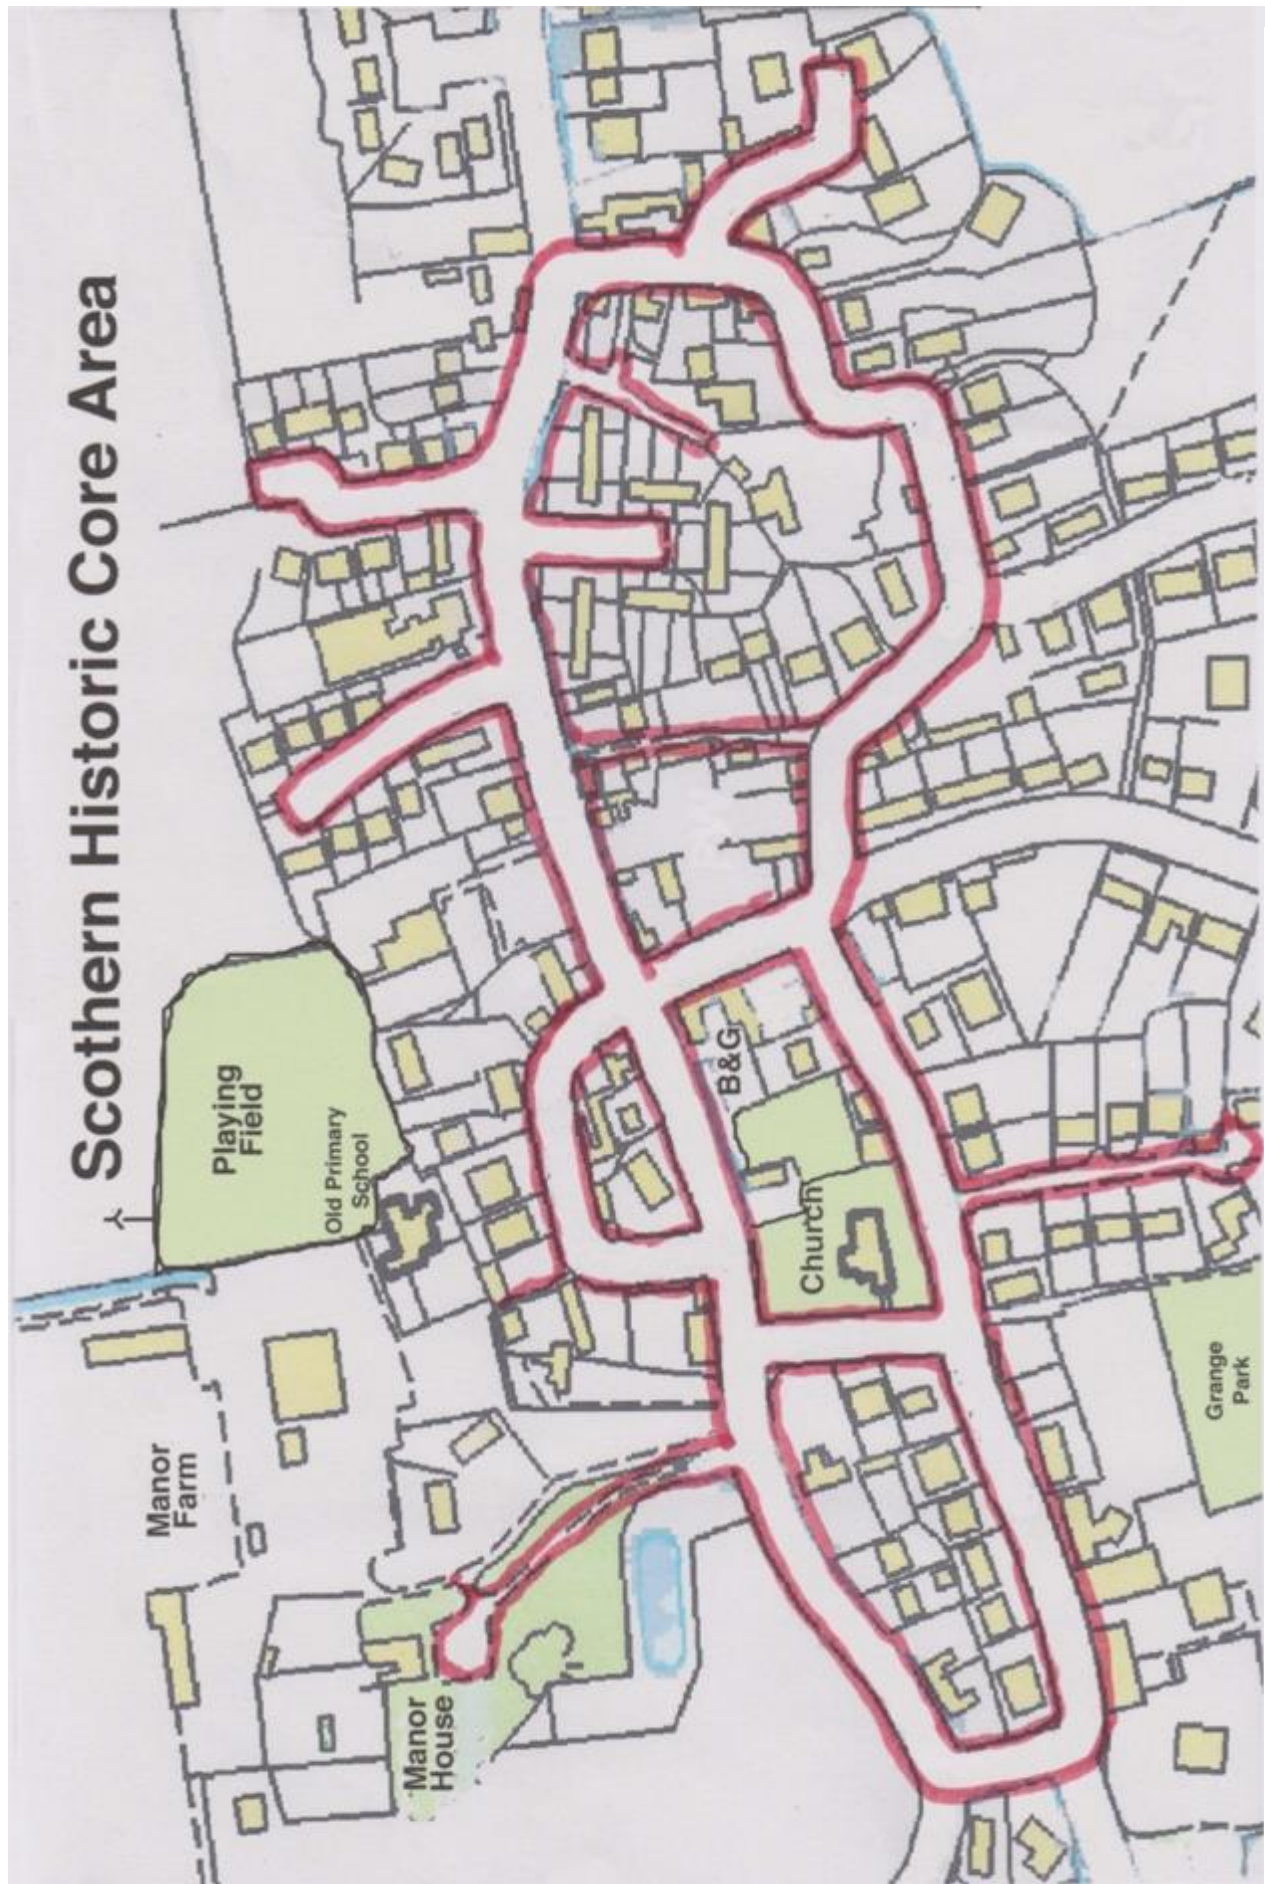 Scothern Historic Core Area
Playing
Field
Old Primary
School
Manor
Farm
Manor
House
B&G
Church
Grange
Park